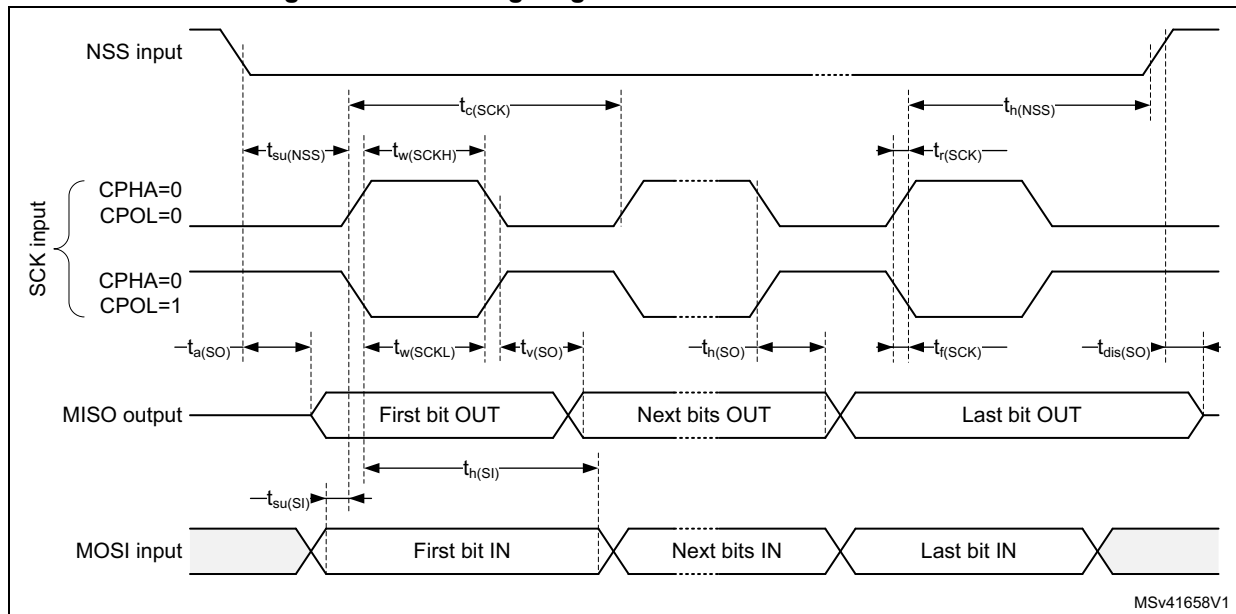 NSS input
tc(SCK)
th(NSS)
tsu(NSS)
tw(SCKH)
tr(SCK)
SCK input
CPHA=0
CPOL=0
CPHA=0
CPOL=1
ta(SO)
tw(SCKL)
tv(SO)
th(SO)
tf(SCK)
tdis(SO)
MISO output
First bit OUT
Next bits OUT
Last bit OUT
th(SI)
tsu(SI)
MOSI input
First bit IN
Next bits IN
Last bit IN
MSv41658V1